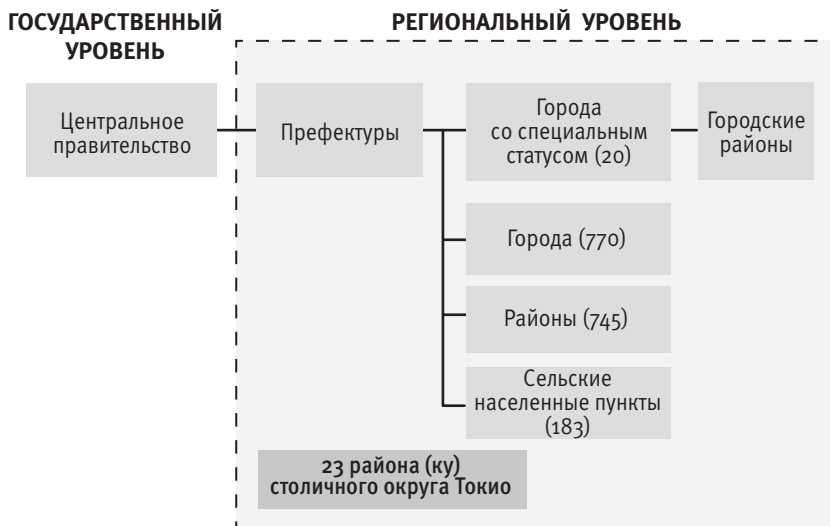 ГОСУДАРСТВЕННЫЙ
УРОВЕНЬ
РЕГИОНАЛЬНЫЙ УРОВЕНЬ
Центральное
правительство
Префектуры
Города
со специальным
статусом (20)
Городские
районы
Города (770)
Районы (745)
Сельские
населенные пункты
(183)
23 района (ку)
столичного округа Токио